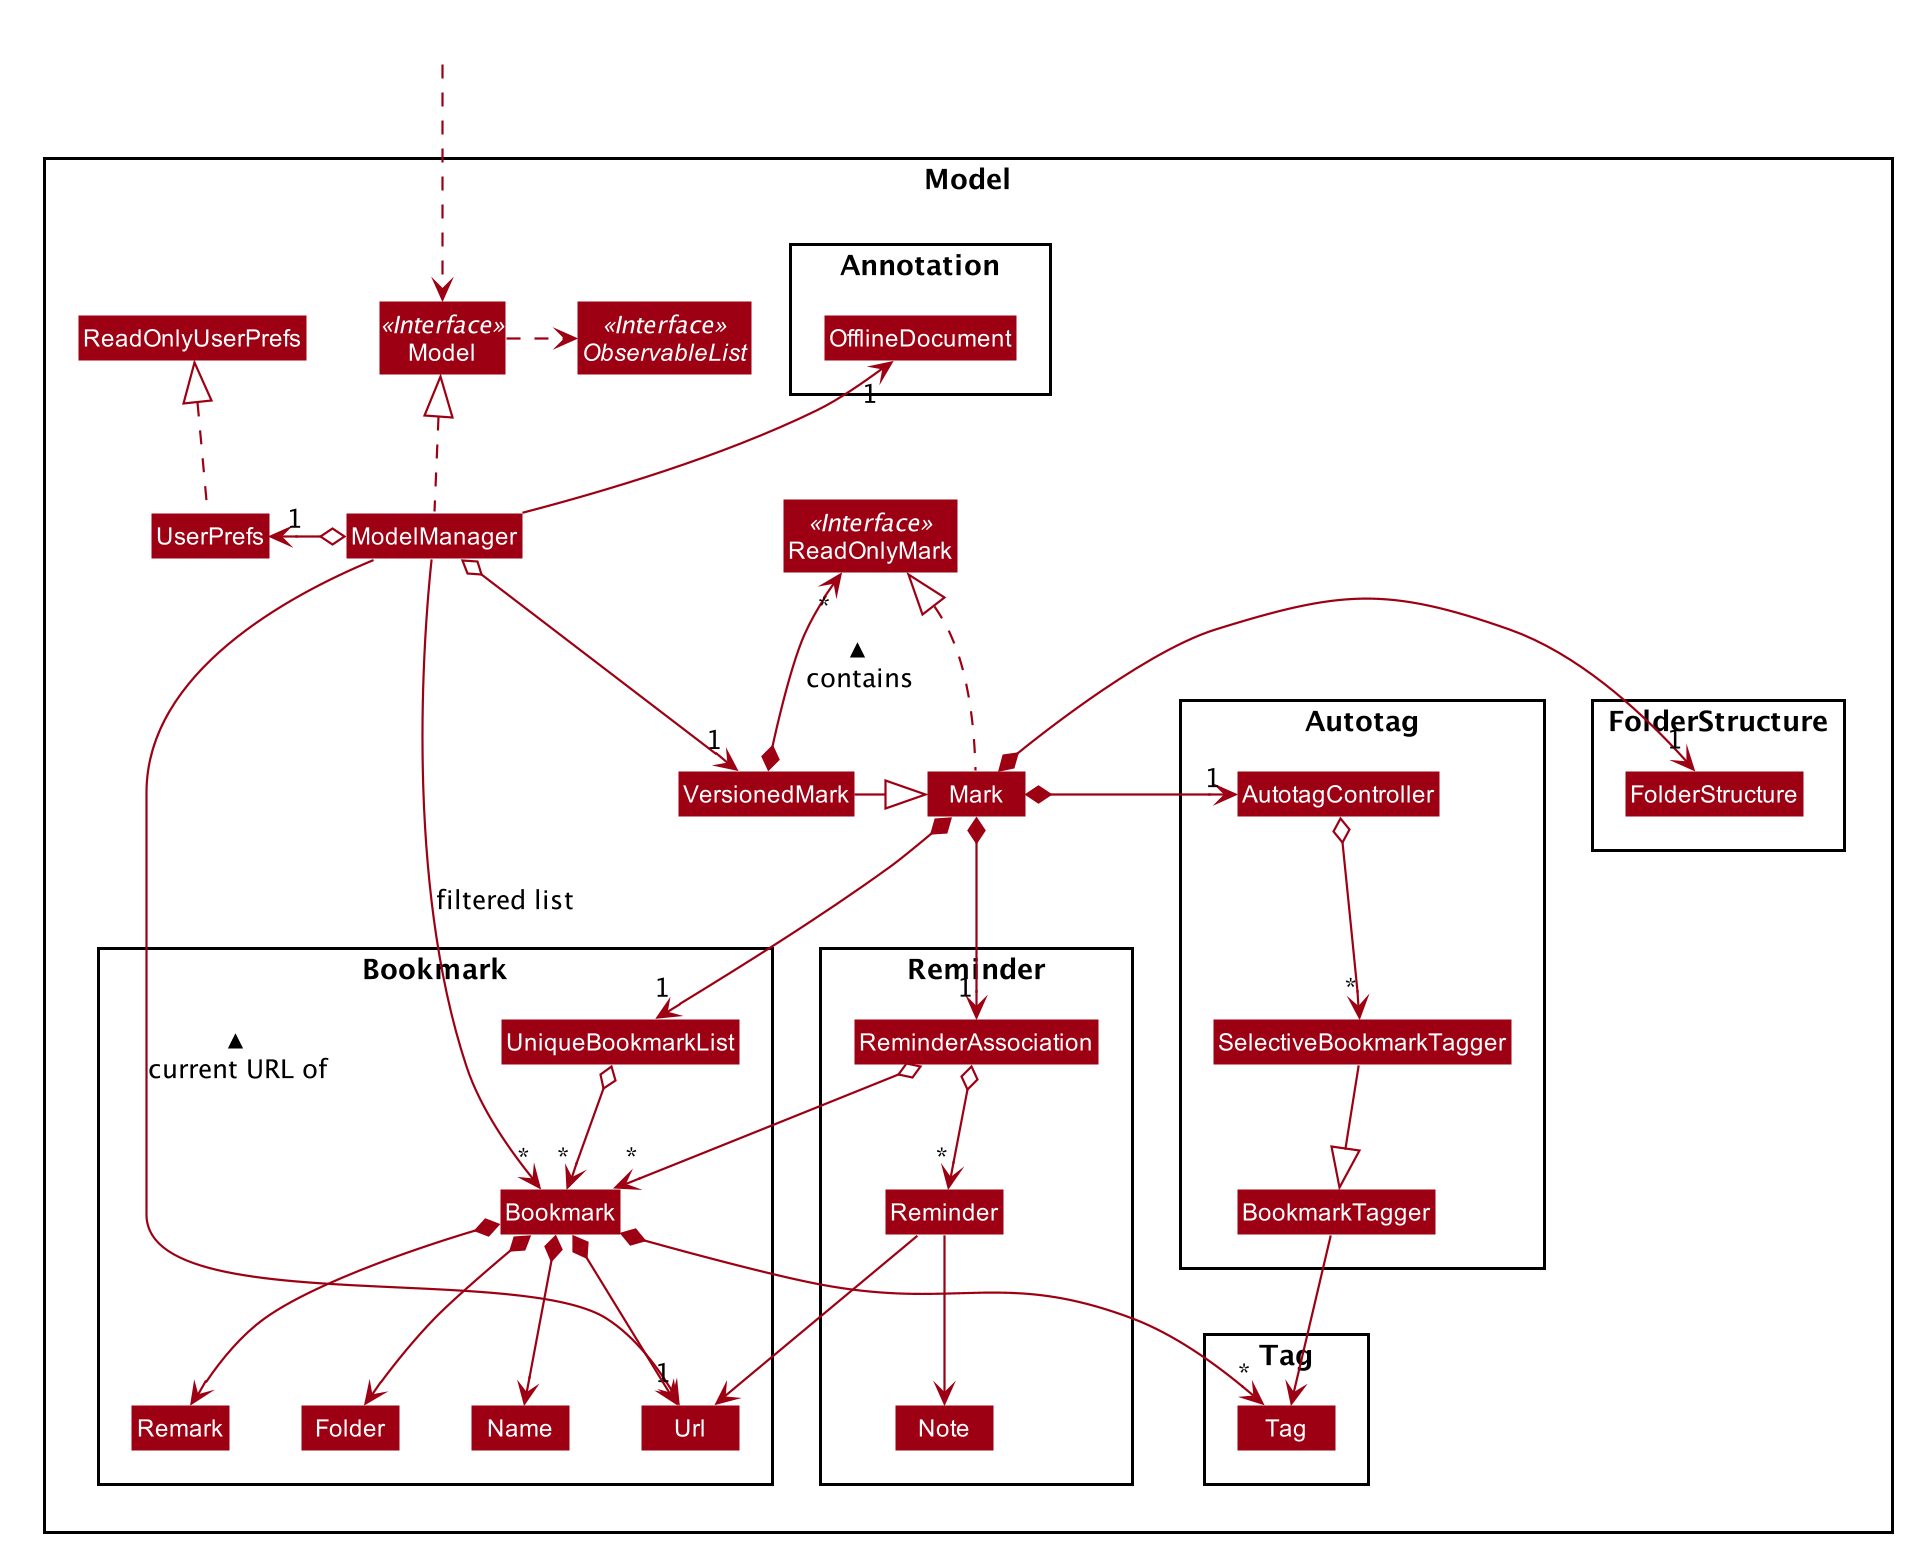 Model
Annotation
«Interface»
Model
«Interface»
ObservableList
OfflineDocument
ReadOnlyUserPrefs
1
UserPrefs
1
ModelManager
«Interface»
ReadOnlyMark
*
▲
contains
1
VersionedMark
Mark
Autotag
1
AutotagController
FolderStructure
1
FolderStructure
filtered list
Bookmark
1
UniqueBookmarkList
▲
current URL of
Reminder
1
ReminderAssociation
*
SelectiveBookmarkTagger
*
*
*
Bookmark
*
Reminder
BookmarkTagger
Remark
Folder
Name
1
Url
Note
Tag
*
Tag